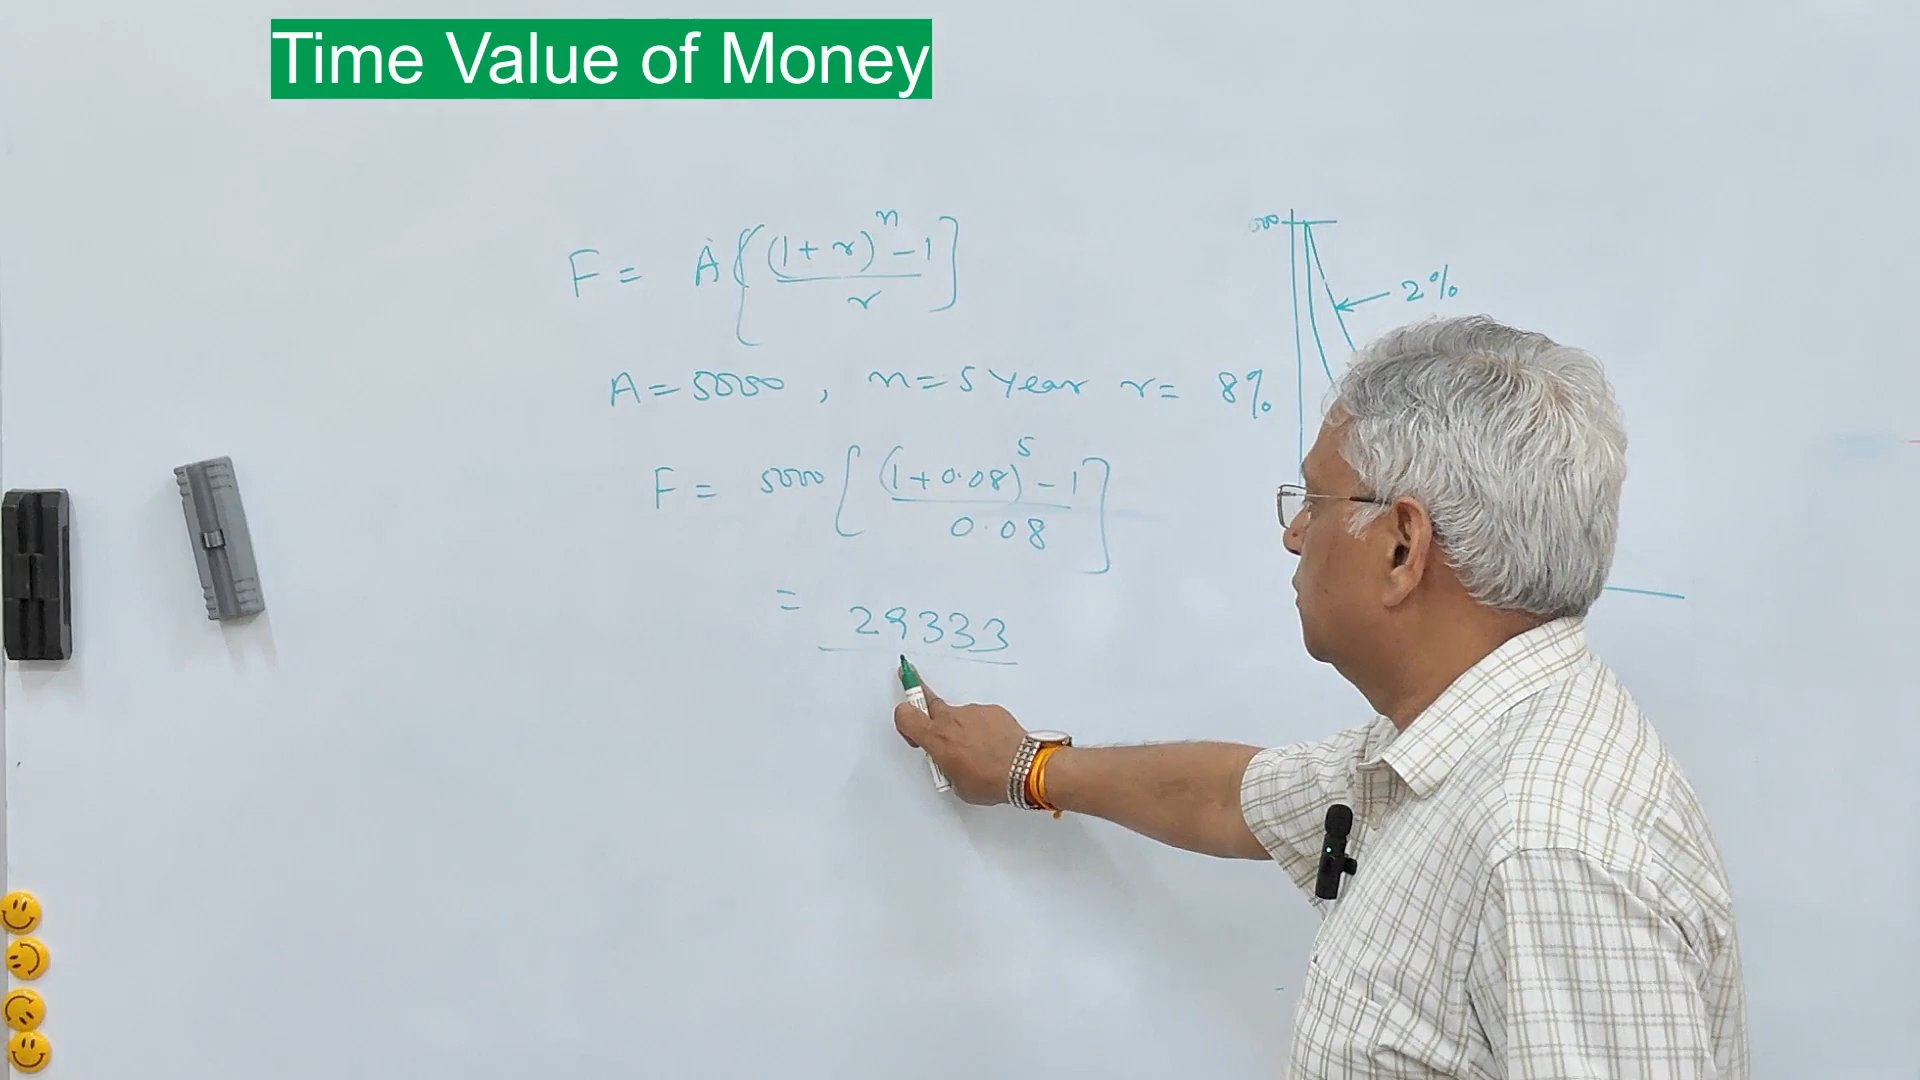 Time Value of Money
F = A[((1+r)^n - 1)/r]
A = 5000 , n = 5 Year r = 8%
F = 5000[((1+0.08)^5 - 1)/0.08]
= 29333
2%